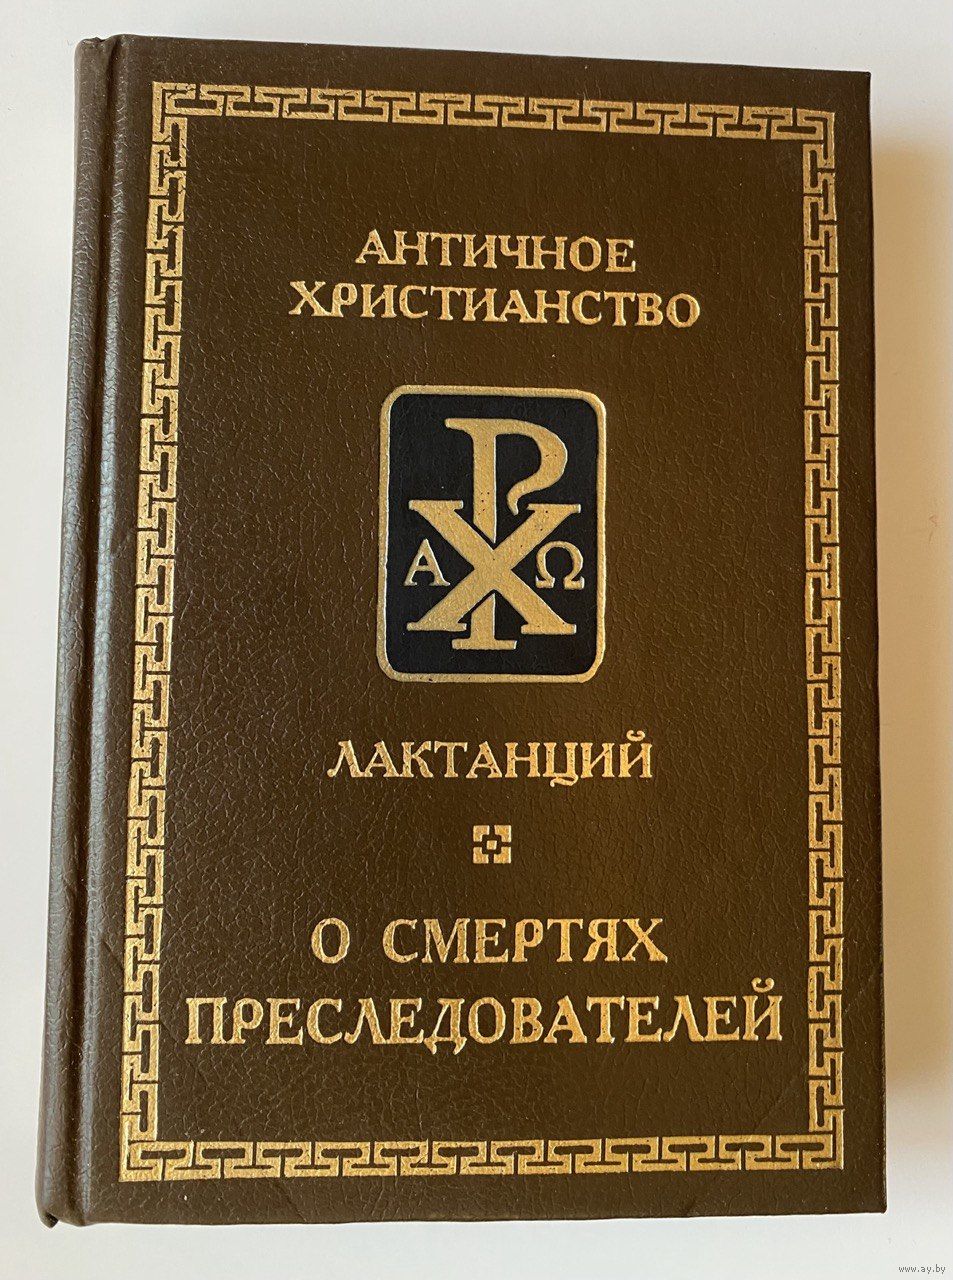 АНТИЧНОЕ
ХРИСТИАНСТВО
Α Ω
ЛАКТАНЦИЙ
О СМЕРТЯХ
ПРЕСЛЕДОВАТЕЛЕЙ
www.ay.by